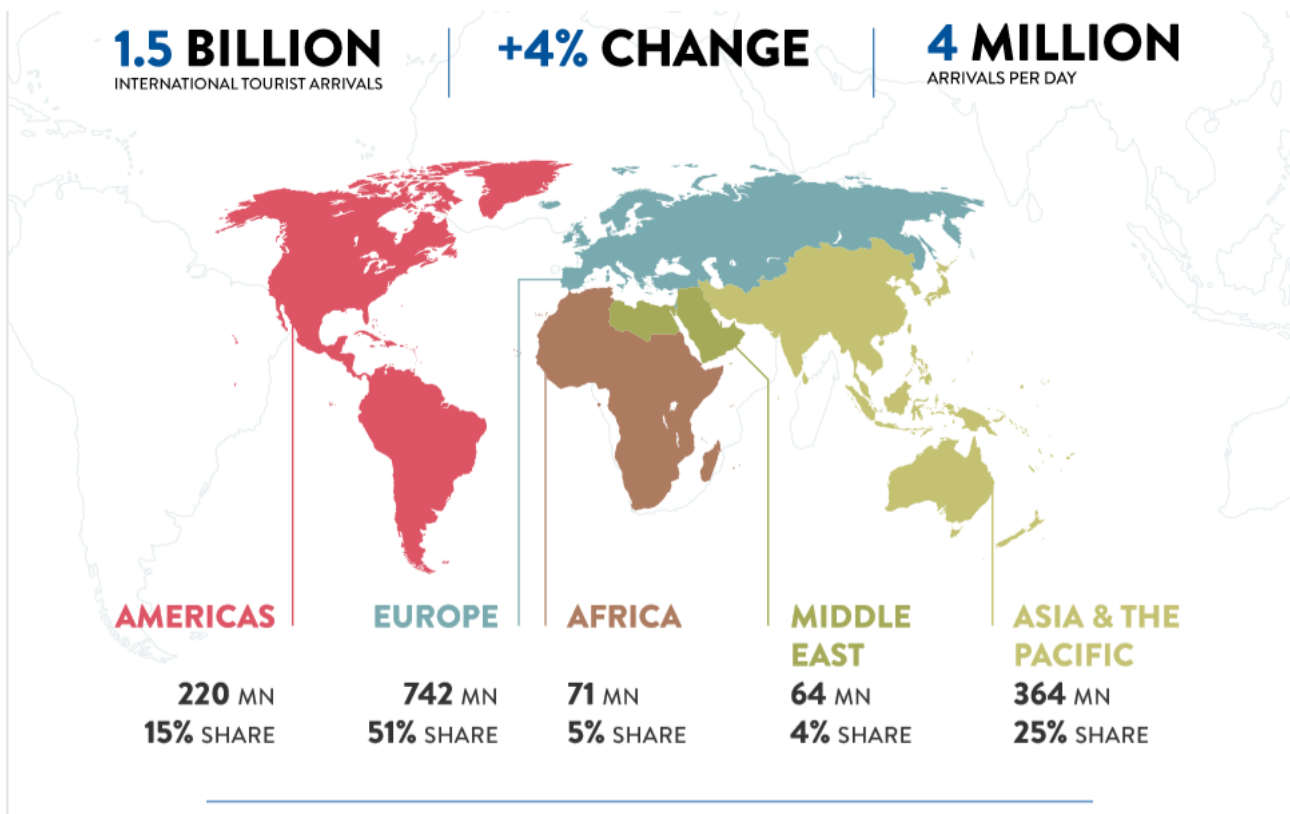 1.5 BILLION
INTERNATIONAL TOURIST ARRIVALS
+4% CHANGE
4 MILLION
ARRIVALS PER DAY
AMERICAS
220 MN
15% SHARE
EUROPE
742 MN
51% SHARE
AFRICA
71 MN
5% SHARE
MIDDLE
EAST
64 MN
4% SHARE
ASIA & THE
PACIFIC
364 MN
25% SHARE